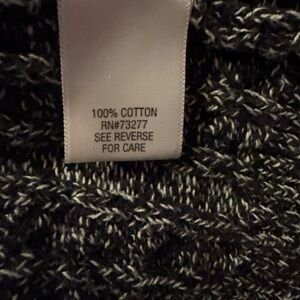 100% COTTON
RN#73277
SEE REVERSE
FOR CARE